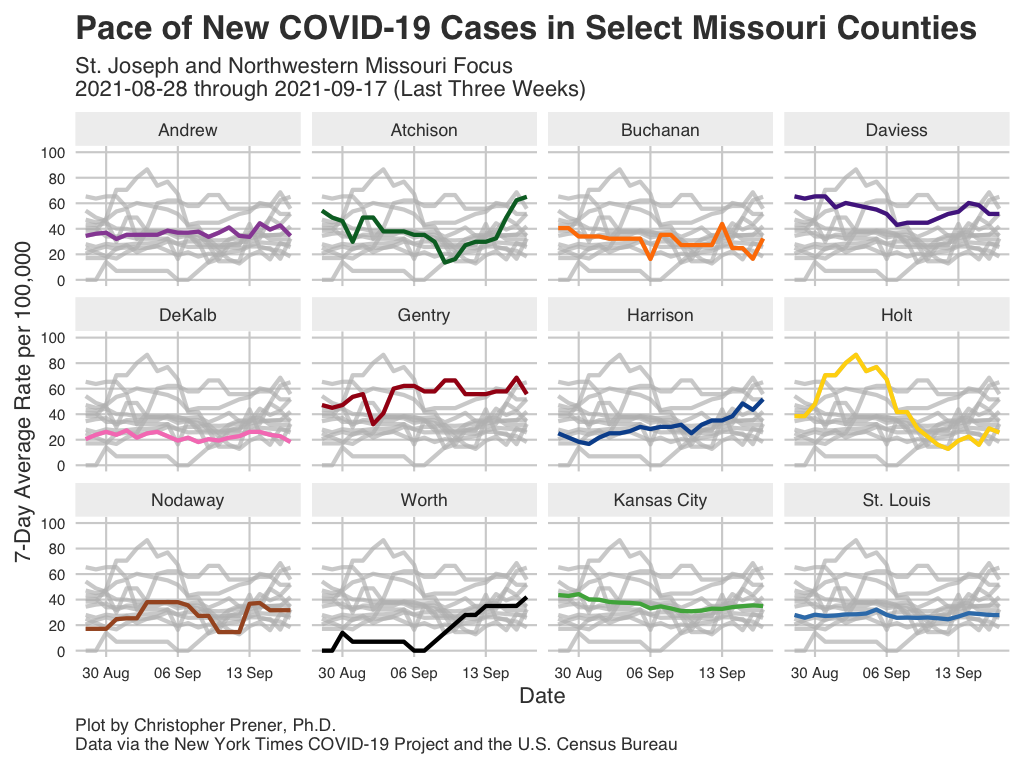 Pace of New COVID-19 Cases in Select Missouri Counties
St. Joseph and Northwestern Missouri Focus
2021-08-28 through 2021-09-17 (Last Three Weeks)
Andrew Atchison Buchanan Daviess
100
80
60
40
20
0
DeKalb Gentry Harrison Holt
100
80
60
40
20
0
Nodaway Worth Kansas City St. Louis
100
80
60
40
20
0
7-Day Average Rate per 100,000
30 Aug 06 Sep 13 Sep 30 Aug 06 Sep 13 Sep 30 Aug 06 Sep 13 Sep 30 Aug 06 Sep 13 Sep
Date
Plot by Christopher Prener, Ph.D.
Data via the New York Times COVID-19 Project and the U.S. Census Bureau